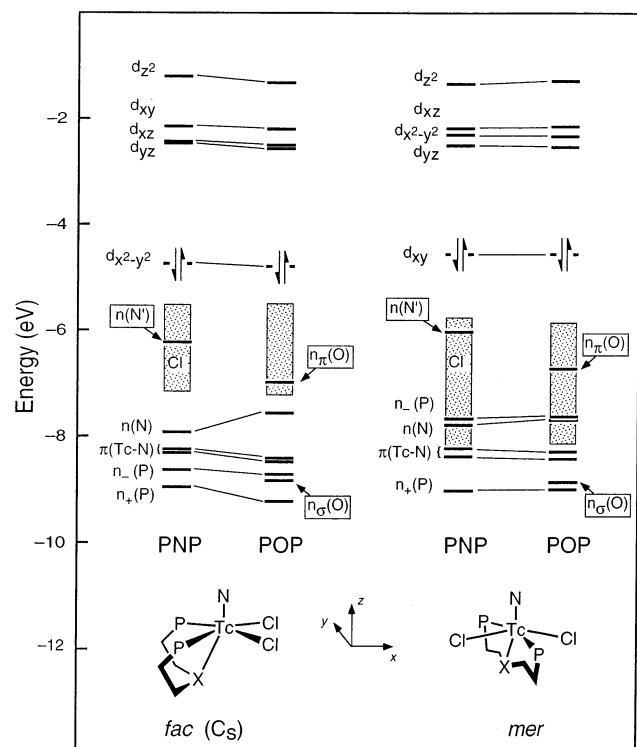 d_z²
d_z²
−2
d_xy
d_xz
d_xz
d_x²-y²
d_yz
d_yz
−4
d_x²-y²
d_xy
n(N')
n(N')
−6
Energy (eV)
Cl
Cl
n_π(O)
n_π(O)
n_(P)
n(N)
n(N)
−8
π(Tc-N){
π(Tc-N){
n_(P)
n₊(P)
n₊(P)
n_σ(O)
n_σ(O)
−10
PNP POP
PNP POP
N
z
N
P
Tc
Cl
y
P
Tc
Cl
P
Cl
x
Cl
P
X
X
−12
fac (Cₛ)
mer